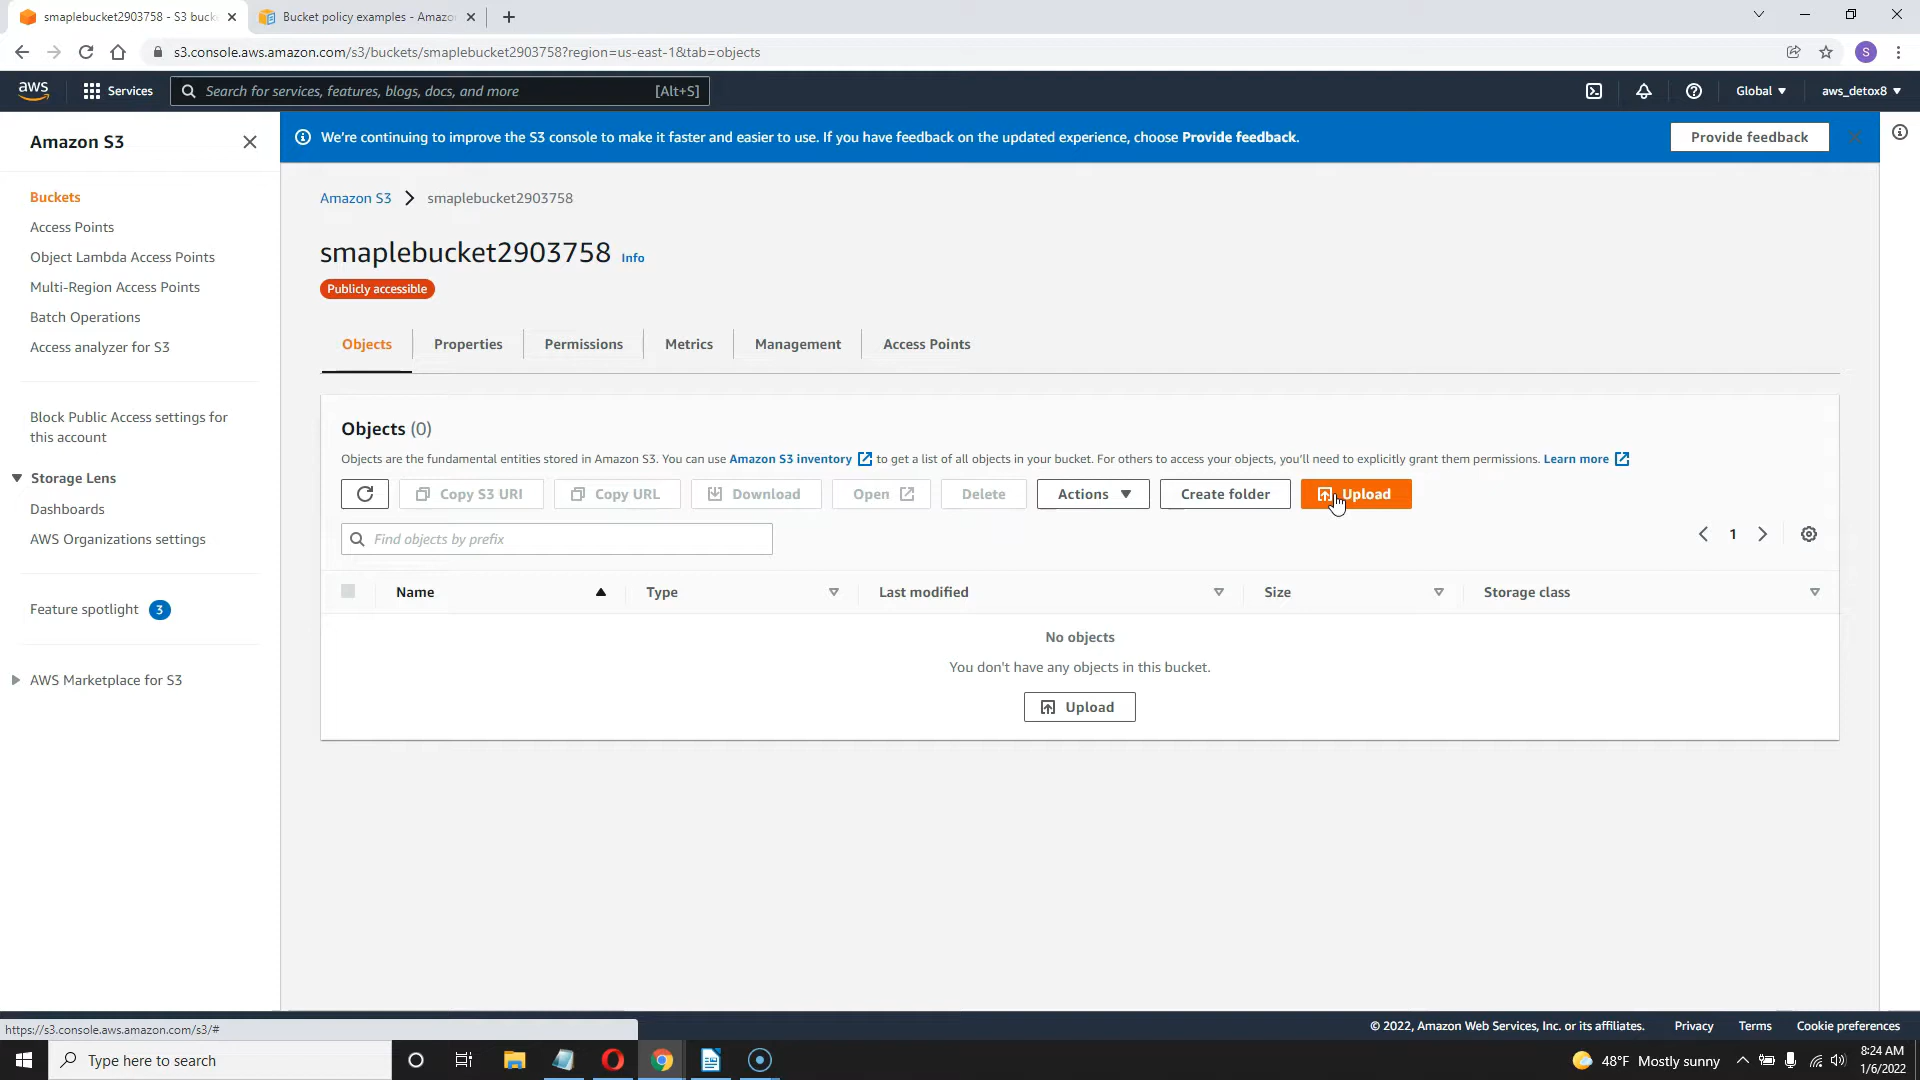 smaplebucket2903758 - S3 buck
Bucket policy examples - Amazo
s3.console.aws.amazon.com/s3/buckets/smaplebucket2903758?region=us-east-1&tab=objects
S
aws
Services
Search for services, features, blogs, docs, and more
[Alt+S]
Global
aws_detox8
Amazon S3
We're continuing to improve the S3 console to make it faster and easier to use. If you have feedback on the updated experience, choose Provide feedback.
Provide feedback
Buckets
Access Points
Object Lambda Access Points
Multi-Region Access Points
Batch Operations
Access analyzer for S3
Block Public Access settings for
this account
Storage Lens
Dashboards
AWS Organizations settings
Feature spotlight 3
AWS Marketplace for S3
Amazon S3
smaplebucket2903758
smaplebucket2903758 Info
Publicly accessible
Objects
Properties
Permissions
Metrics
Management
Access Points
Objects (0)
Objects are the fundamental entities stored in Amazon S3. You can use Amazon S3 inventory to get a list of all objects in your bucket. For others to access your objects, you'll need to explicitly grant them permissions. Learn more
Copy S3 URI
Copy URL
Download
Open
Delete
Actions
Create folder
Upload
Find objects by prefix
1
Name
Type
Last modified
Size
Storage class
No objects
You don't have any objects in this bucket.
Upload
https://s3.console.aws.amazon.com/s3/#
© 2022, Amazon Web Services, Inc. or its affiliates.
Privacy
Terms
Cookie preferences
Type here to search
48°F Mostly sunny
8:24 AM
1/6/2022